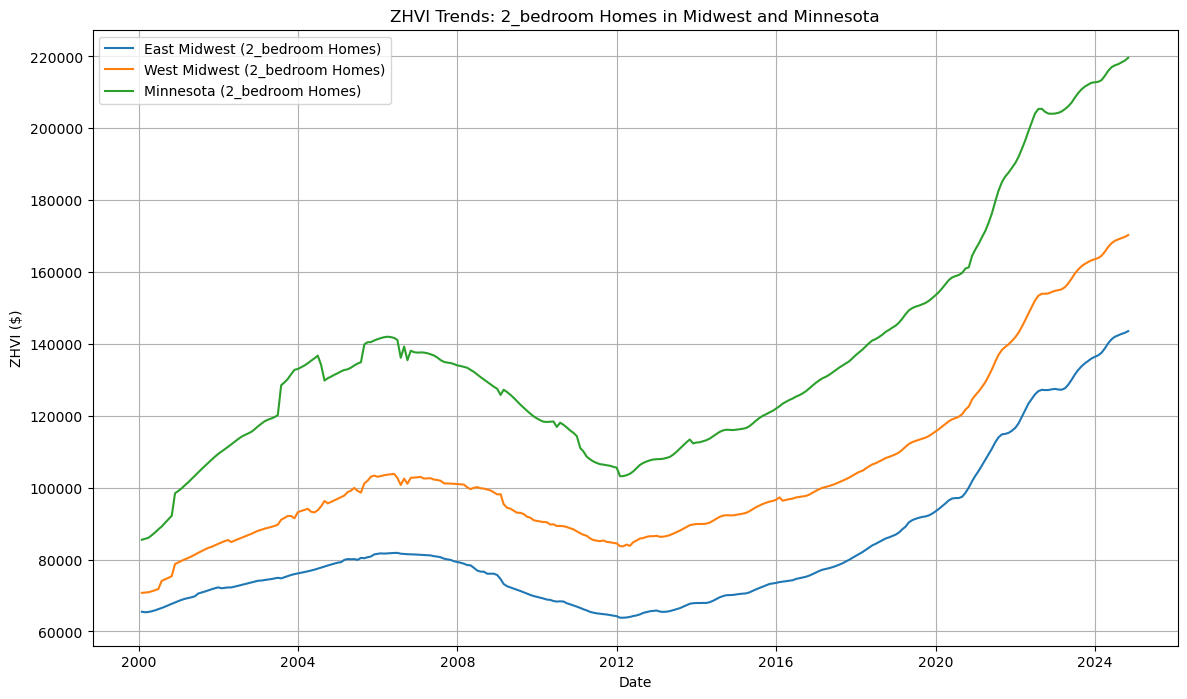 ZHVI Trends: 2_bedroom Homes in Midwest and Minnesota
East Midwest (2_bedroom Homes)
West Midwest (2_bedroom Homes)
Minnesota (2_bedroom Homes)
ZHVI ($)
220000
200000
180000
160000
140000
120000
100000
80000
60000
2000 2004 2008 2012 2016 2020 2024
Date